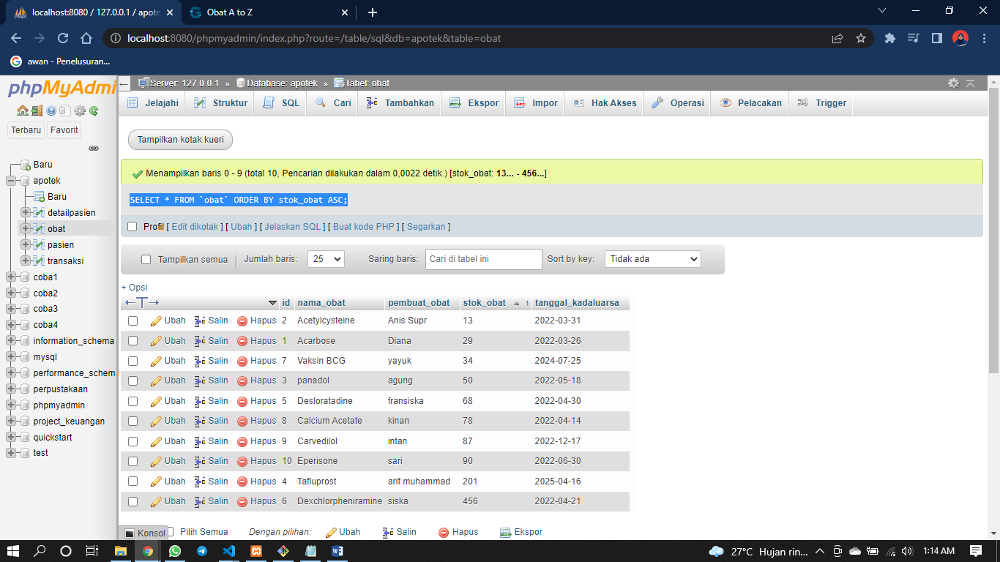 localhost:8080 / 127.0.0.1 / apote
Obat A to Z
localhost:8080/phpmyadmin/index.php?route=/table/sql&db=apotek&table=obat
awan - Penelusuran...
phpMyAdmi
Terbaru Favorit
Baru
apotek
Baru
detailpasien
obat
pasien
transaksi
coba1
coba2
coba3
coba4
information_schema
mysql
performance_schem
perpustakaan
phpmyadmin
project_keuangan
quickstart
test
Server: 127.0.0.1 » Database: apotek » Tabel: obat
Jelajahi Struktur SQL Cari Tambahkan Ekspor Impor Hak Akses Operasi Pelacakan Trigger
Tampilkan kotak kueri
Menampilkan baris 0 - 9 (total 10, Pencarian dilakukan dalam 0,0022 detik.) [stok_obat: 13... - 456...]
SELECT * FROM `obat` ORDER BY stok_obat ASC;
Profil [ Edit dikotak ] [ Ubah ] [ Jelaskan SQL ] [ Buat kode PHP ] [ Segarkan ]
Tampilkan semua | Jumlah baris: 25 Saring baris: Cari di tabel ini Sort by key: Tidak ada
+ Opsi
id nama_obat pembuat_obat stok_obat 1 tanggal_kadaluarsa
Ubah Salin Hapus 2 Acetylcysteine Anis Supr 13 2022-03-31
Ubah Salin Hapus 1 Acarbose Diana 29 2022-03-26
Ubah Salin Hapus 7 Vaksin BCG yayuk 34 2024-07-25
Ubah Salin Hapus 3 panadol agung 50 2022-05-18
Ubah Salin Hapus 5 Desloratadine fransiska 68 2022-04-30
Ubah Salin Hapus 8 Calcium Acetate kinan 78 2022-04-14
Ubah Salin Hapus 9 Carvedilol intan 87 2022-12-17
Ubah Salin Hapus 10 Eperisone sari 90 2022-06-30
Ubah Salin Hapus 4 Tafluprost arif muhammad 201 2025-04-16
Ubah Salin Hapus 6 Dexchlorpheniramine siska 456 2022-04-21
Konsol Pilih Semua Dengan pilihan: Ubah Salin Hapus Ekspor
27°C Hujan rin... 1:14 AM